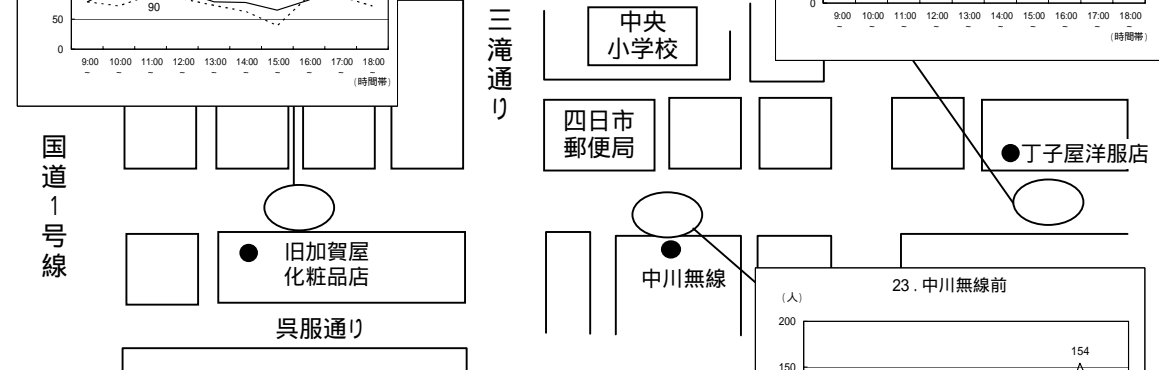 90
50
0
9:00 10:00 11:00 12:00 13:00 14:00 15:00 16:00 17:00 18:00
~ ~ ~ ~ ~ ~ ~ ~ ~ ~
(時間帯)
0
9:00 10:00 11:00 12:00 13:00 14:00 15:00 16:00 17:00 18:00
~ ~ ~ ~ ~ ~ ~ ~ ~ ~
(時間帯)
三滝通り
中央
小学校
国道1号線
四日市
郵便局
●丁子屋洋服店
旧加賀屋
化粧品店
中川無線
呉服通り
23.中川無線前
(人)
200
154
150